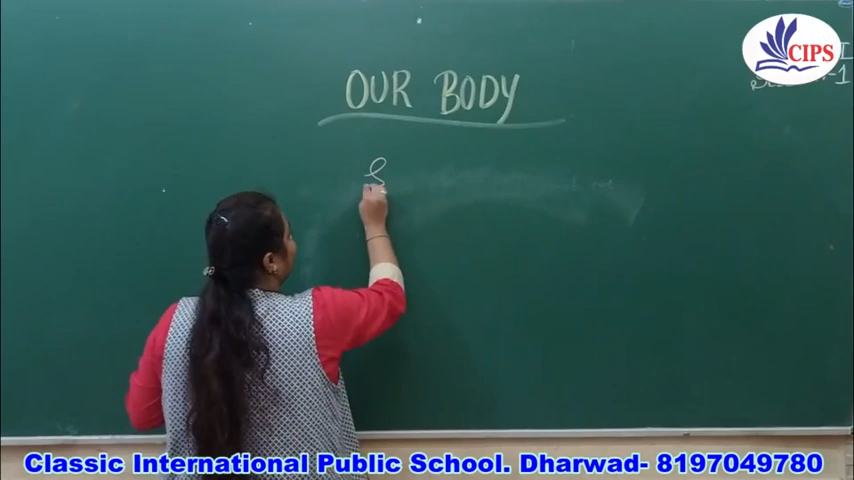 CIPS
OUR BODY
Classic International Public School. Dharwad- 8197049780